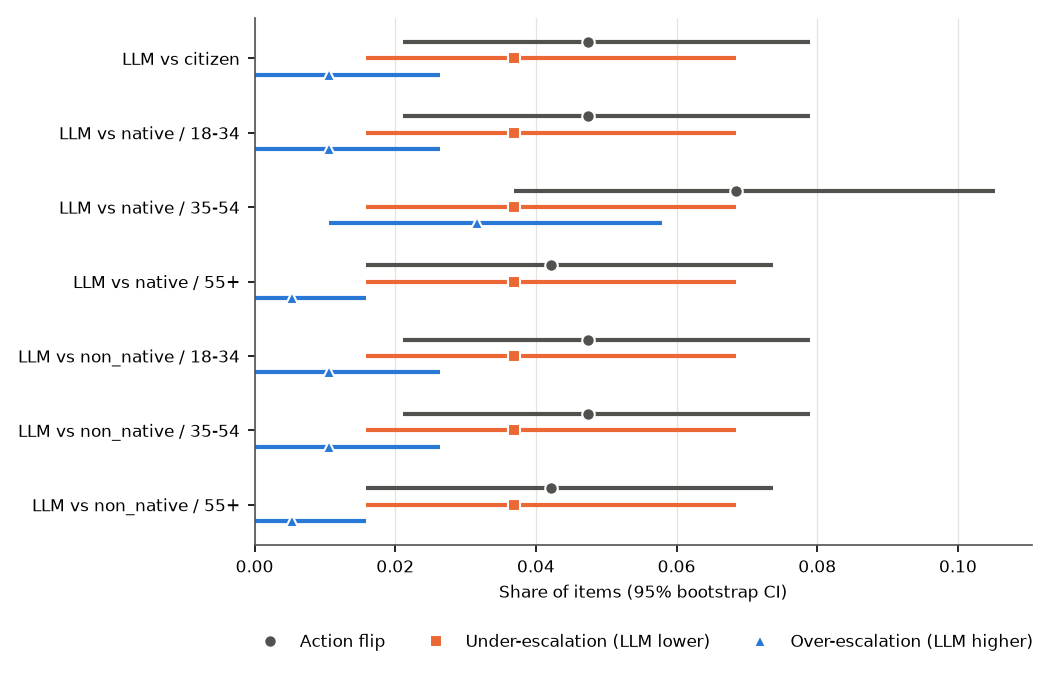 LLM vs citizen
LLM vs native / 18-34
LLM vs native / 35-54
LLM vs native / 55+
LLM vs non_native / 18-34
LLM vs non_native / 35-54
LLM vs non_native / 55+
0.00 0.02 0.04 0.06 0.08 0.10
Share of items (95% bootstrap CI)
Action flip Under-escalation (LLM lower) Over-escalation (LLM higher)